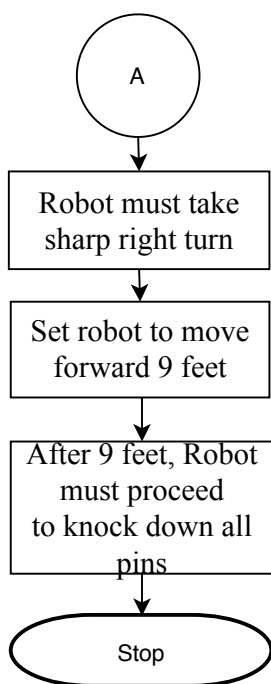 A
Robot must take
sharp right turn
Set robot to move
forward 9 feet
After 9 feet, Robot
must proceed
to knock down all
pins
Stop